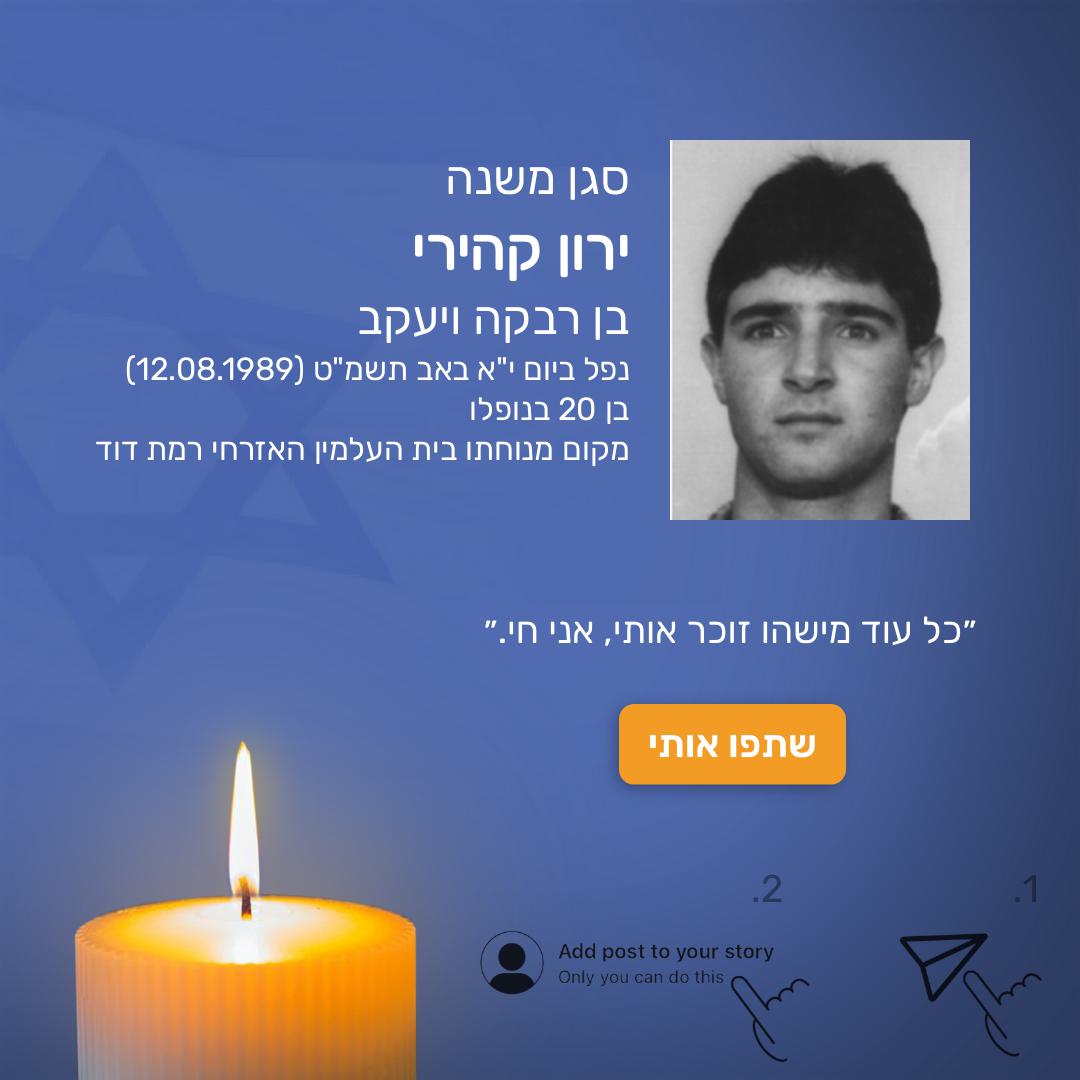 סגן משנה
ירון קהירי
בן רבקה ויעקב
נפל ביום י"א באב תשמ"ט (12.08.1989)
בן 20 בנופלו
מקום מנוחתו בית העלמין האזרחי רמת דוד
״כל עוד מישהו זוכר אותי, אני חי.״
שתפו אותי
.1
.2
Add post to your story
Only you can do this